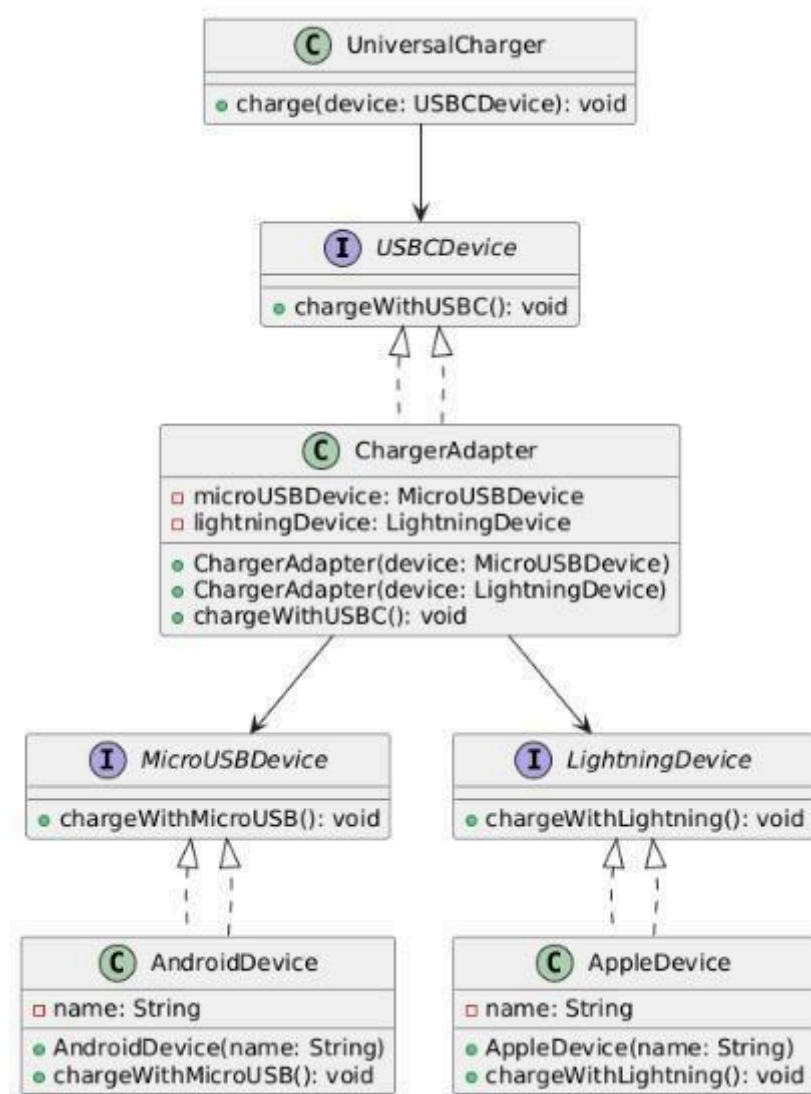 C UniversalCharger
charge(device: USBCDevice): void
I USBCDevice
chargeWithUSBC(): void
C ChargerAdapter
microUSBDevice: MicroUSBDevice
lightningDevice: LightningDevice
ChargerAdapter(device: MicroUSBDevice)
ChargerAdapter(device: LightningDevice)
chargeWithUSBC(): void
I MicroUSBDevice
chargeWithMicroUSB(): void
I LightningDevice
chargeWithLightning(): void
C AndroidDevice
name: String
AndroidDevice(name: String)
chargeWithMicroUSB(): void
C AppleDevice
name: String
AppleDevice(name: String)
chargeWithLightning(): void